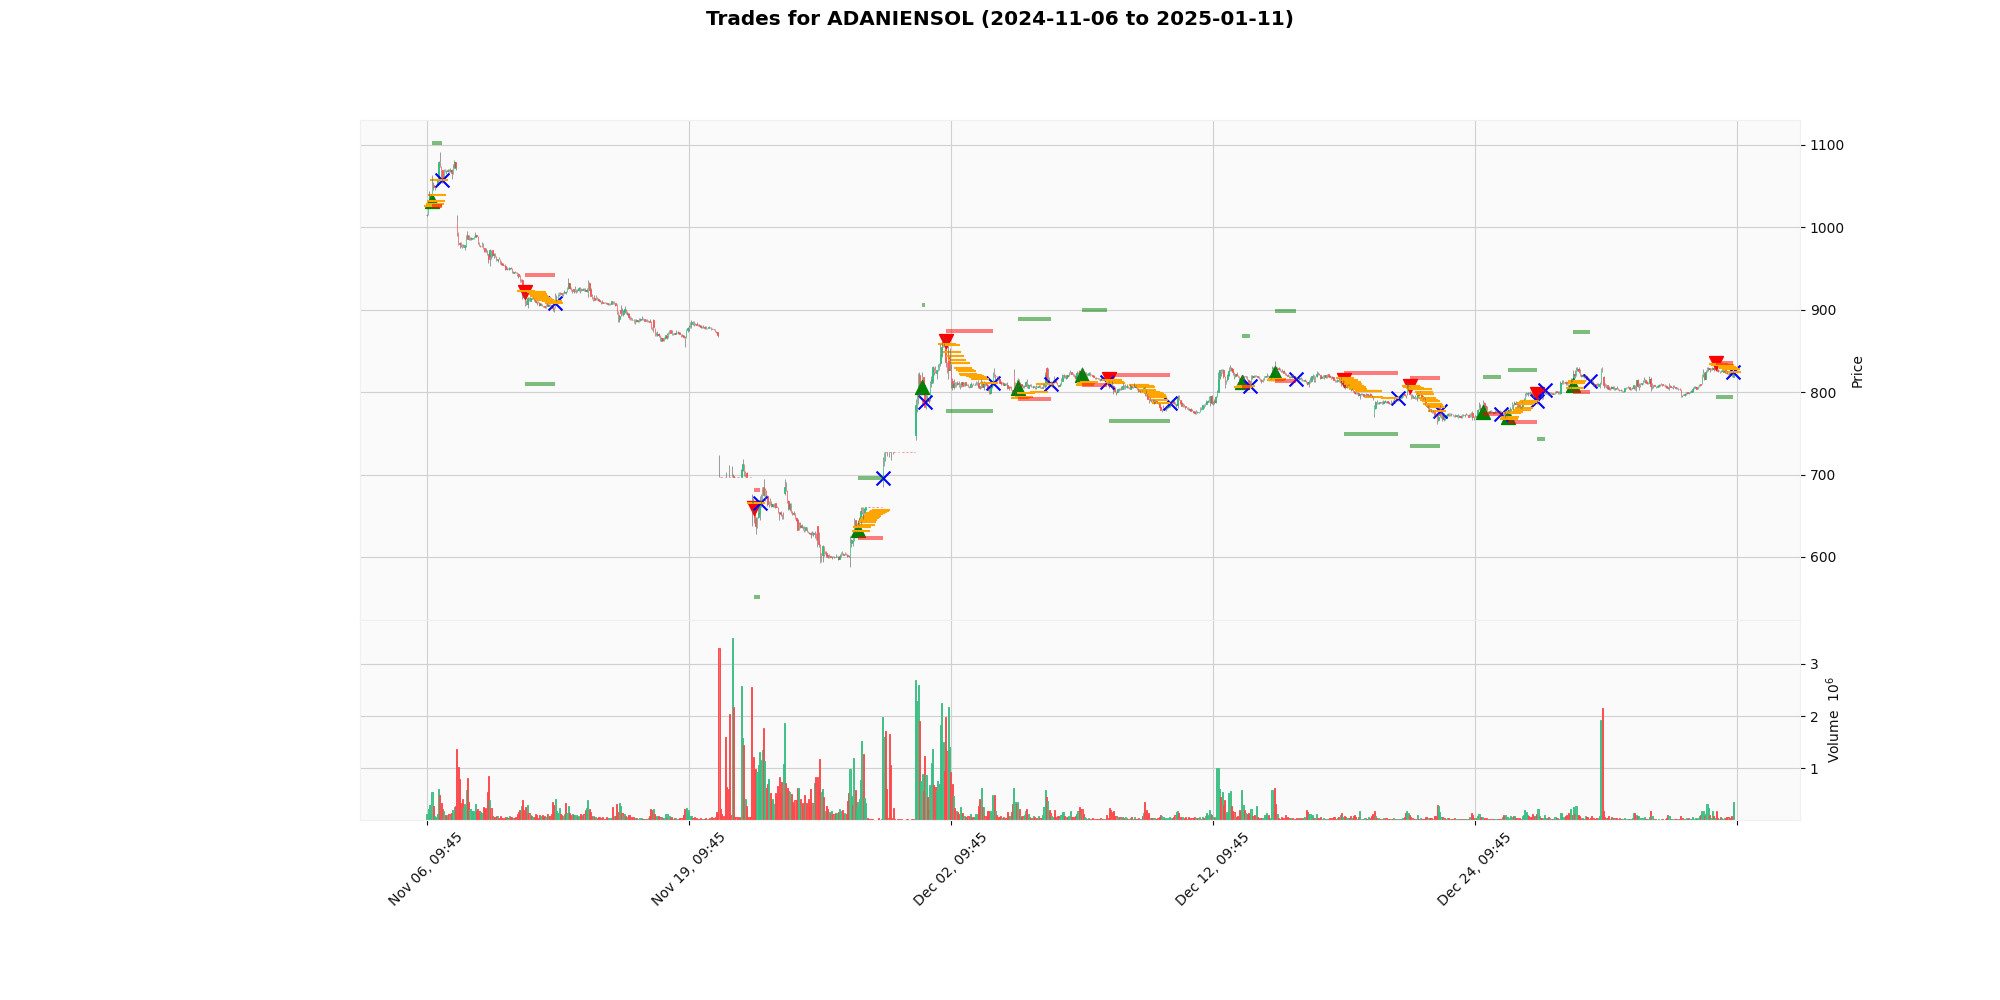 Trades for ADANIENSOL (2024-11-06 to 2025-01-11)
1100
1000
900
800
700
600
Price
3
2
1
Volume 10^6
Nov 06, 09:45
Nov 19, 09:45
Dec 02, 09:45
Dec 12, 09:45
Dec 24, 09:45